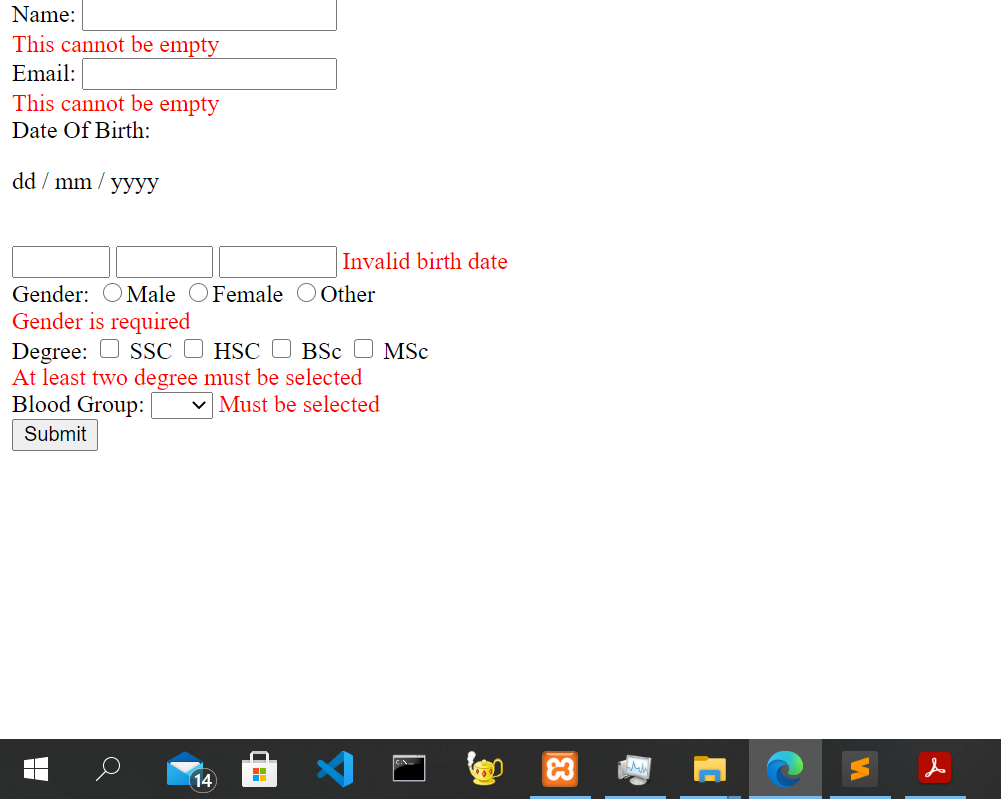 Name:
This cannot be empty
Email:
This cannot be empty
Date Of Birth:
dd / mm / yyyy
Invalid birth date
Gender: Male Female Other
Gender is required
Degree: SSC HSC BSc MSc
At least two degree must be selected
Blood Group: Must be selected
Submit
14